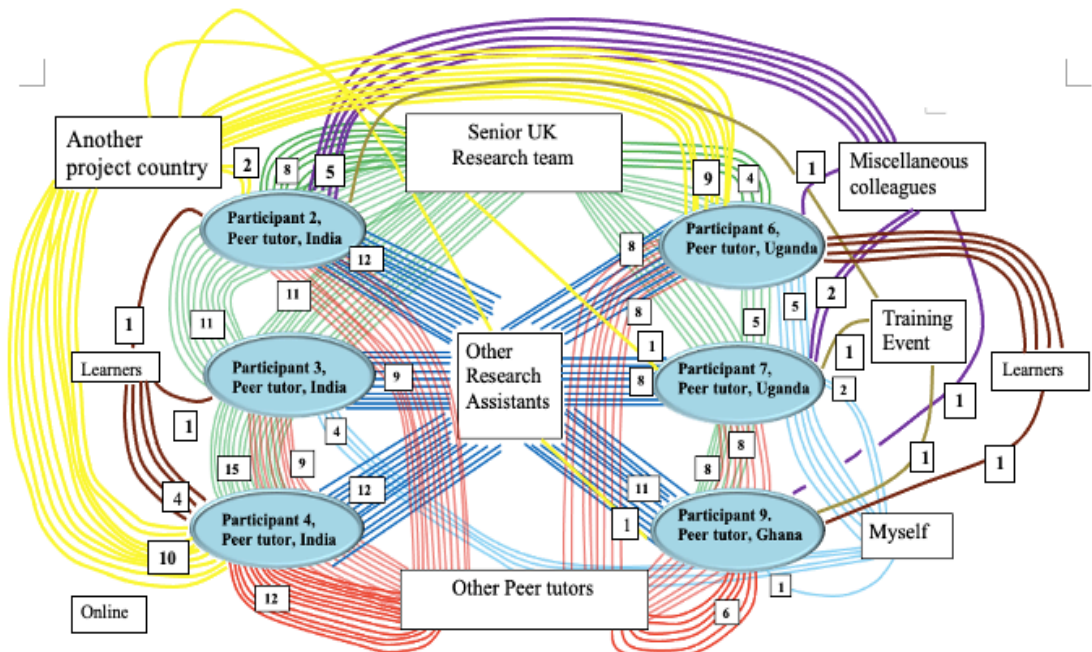 Another
project country
Senior UK
Research team
Miscellaneous
colleagues
2
8
5
9
4
1
Participant 2,
Peer tutor, India
Participant 6,
Peer tutor, Uganda
12
8
11
8
5
2
Training
Event
1
11
5
1
1
Learners
Other
Research
Assistants
Learners
Participant 3,
Peer tutor, India
9
8
Participant 7,
Peer tutor, Uganda
2
1
1
4
8
8
1
1
15
9
4
12
11
Participant 4,
Peer tutor, India
1
Participant 9,
Peer tutor, Ghana
Myself
10
Other Peer tutors
1
12
6
Online